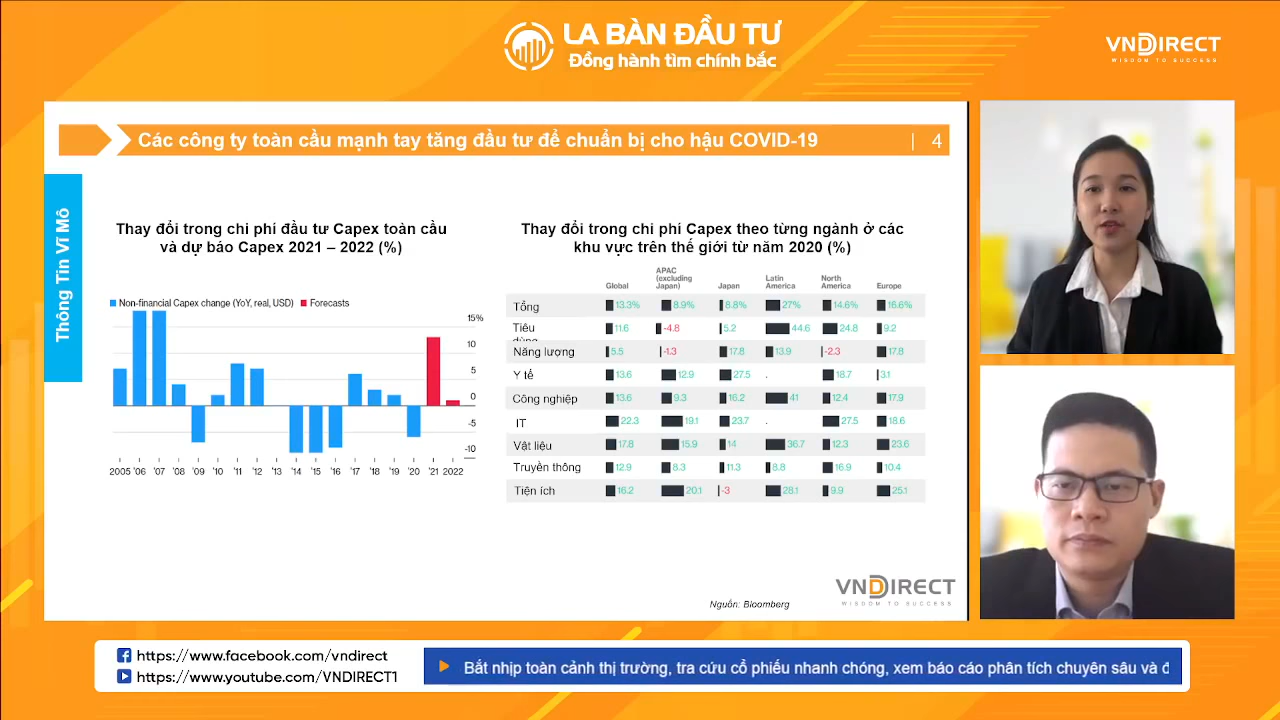 LA BÀN ĐẦU TƯ
Đồng hành tìm chính bắc
VNDIRECT
WISDOM TO SUCCESS
Các công ty toàn cầu mạnh tay tăng đầu tư để chuẩn bị cho hậu COVID-19 | 4
Thông Tin Vĩ Mô
Thay đổi trong chi phí đầu tư Capex toàn cầu
và dự báo Capex 2021 – 2022 (%)
Non-financial Capex change (YoY, real, USD) Forecasts
15%
10
5
0
-5
-10
2005 '06 '07 '08 '09 '10 '11 '12 '13 '14 '15 '16 '17 '18 '19 '20 '21 2022
Thay đổi trong chi phí Capex theo từng ngành ở các
khu vực trên thế giới từ năm 2020 (%)
Global APAC (excluding Japan) Japan Latin America North America Europe
Tổng 13.3% 8.9% 8.8% 27% 14.6% 16.6%
Tiêu dùng 11.6 -4.8 5.2 44.6 24.8 9.2
Năng lượng 5.5 -1.3 17.8 13.9 -2.3 17.8
Y tế 13.6 12.9 27.5 . 18.7 3.1
Công nghiệp 13.6 9.3 16.2 41 12.4 17.9
IT 22.3 19.1 23.7 . 27.5 18.6
Vật liệu 17.8 15.9 14 36.7 12.3 23.6
Truyền thông 12.9 8.3 11.3 8.8 16.9 10.4
Tiện ích 16.2 20.1 -3 28.1 9.9 25.1
VNDIRECT
WISDOM TO SUCCESS
Nguồn: Bloomberg
https://www.facebook.com/vndirect
https://www.youtube.com/VNDIRECT1
Bắt nhịp toàn cảnh thị trường, tra cứu cổ phiếu nhanh chóng, xem báo cáo phân tích chuyên sâu và đ